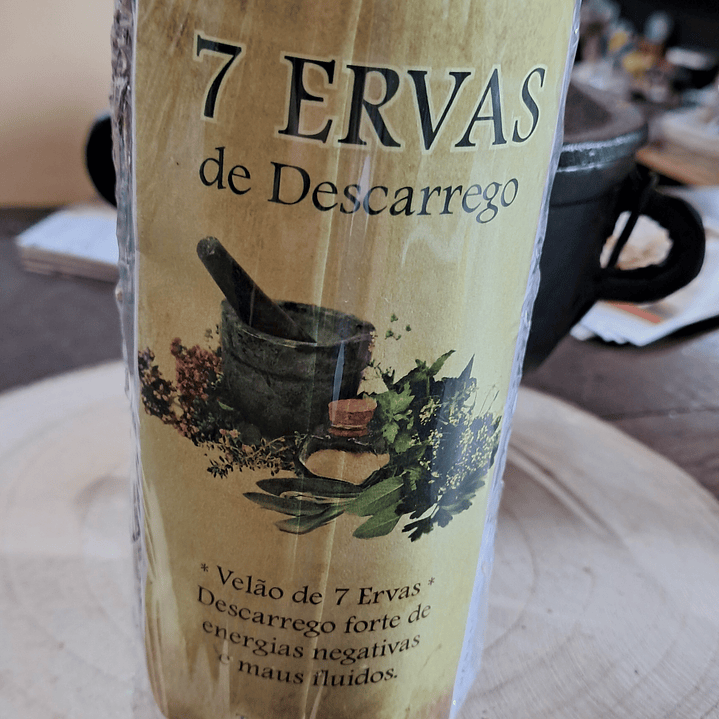 7 ERVAS
de Descarrego
* Velão de 7 Ervas *
Descarrego forte de
energias negativas
e maus fluidos.